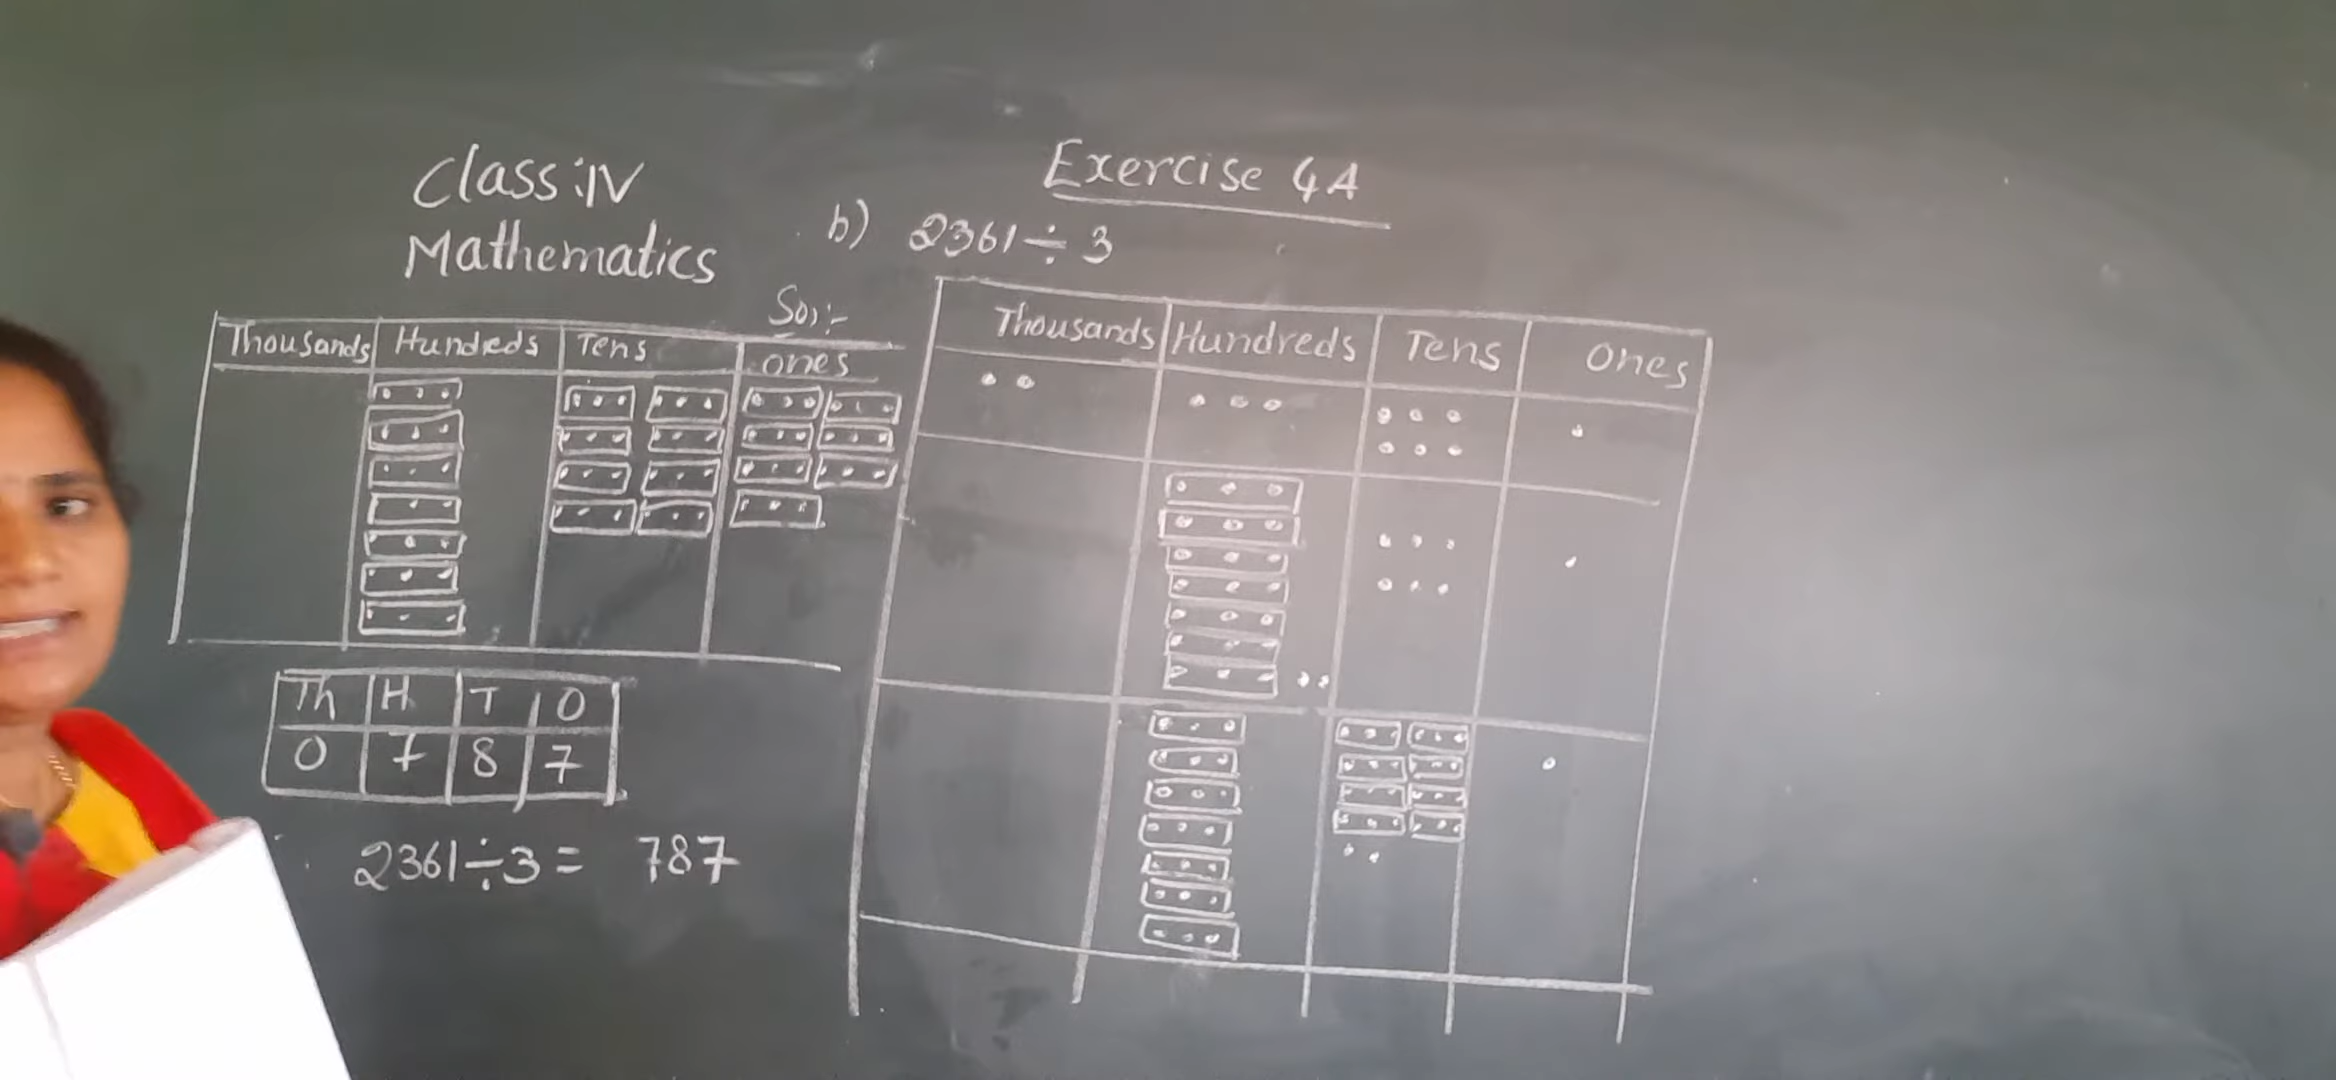 Class: IV
Mathematics
Exercise 4A
b) 2361 ÷ 3
Sol:-
Thousands Hundreds Tens ones
Th H T O
0 7 8 7
2361 ÷ 3 = 787
Thousands Hundreds Tens Ones